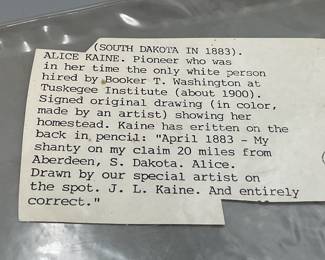 (SOUTH DAKOTA IN 1883).
ALICE KAINE. Pioneer who was
in her time the only white person
hired by Booker T. Washington at
Tuskegee Institute (about 1900).
Signed original drawing (in color,
made by an artist) showing her
homestead. Kaine has eritten on the
back in pencil: "April 1883 - My
shanty on my claim 20 miles from
Aberdeen, S. Dakota. Alice.
Drawn by our special artist on
the spot. J. L. Kaine. And entirely
correct."